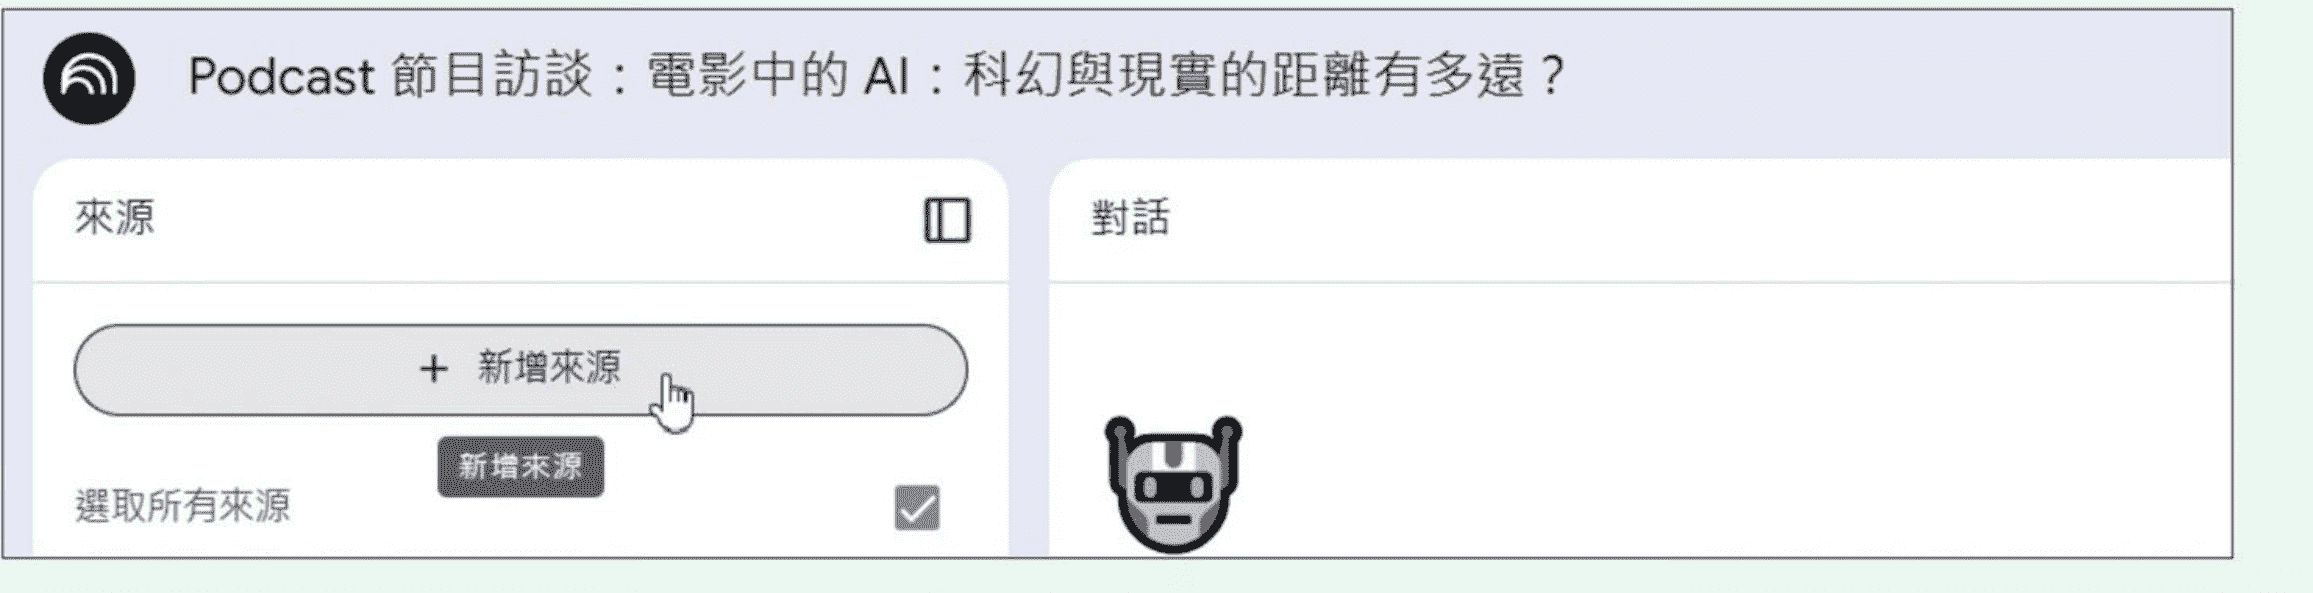 Podcast 節目訪談：電影中的 AI：科幻與現實的距離有多遠？
來源
對話
+ 新增來源
新增來源
選取所有來源